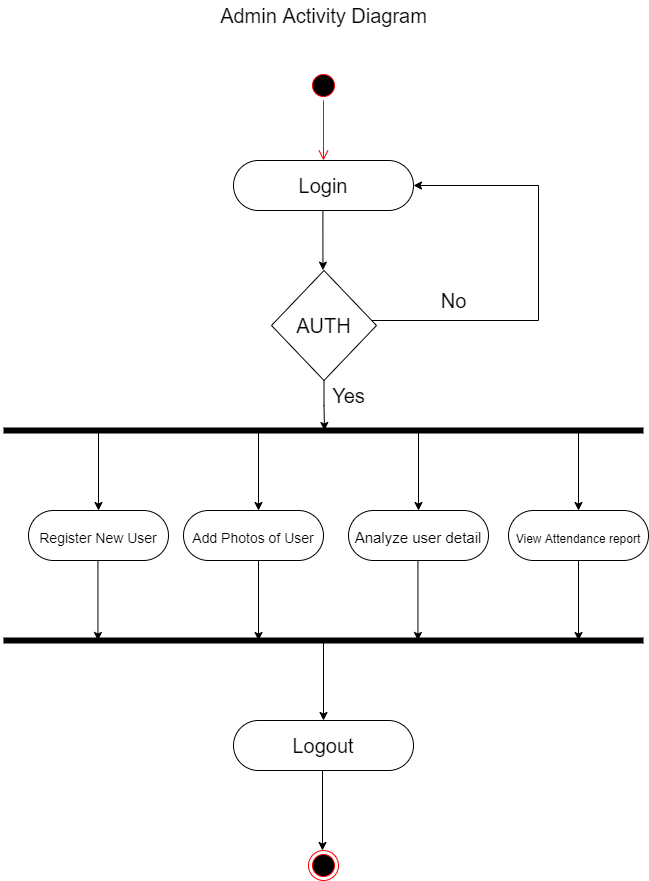 Admin Activity Diagram
Login
No
AUTH
Yes
Register New User
Add Photos of User
Analyze user detail
View Attendance report
Logout